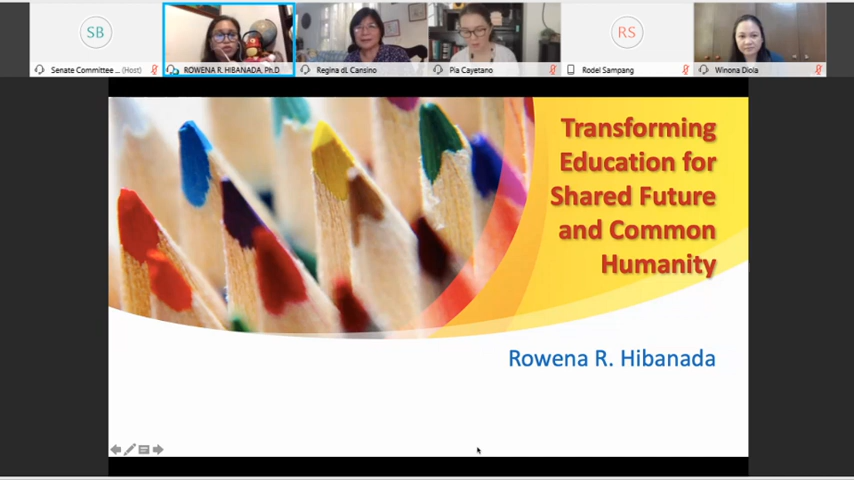 SB
RS
Senate Committee ... (Host)
ROWENA R. HIBANADA, Ph.D
Regina dL Cansino
Pia Cayetano
Rodel Sampang
Winona Diola
Transforming
Education for
Shared Future
and Common
Humanity
Rowena R. Hibanada